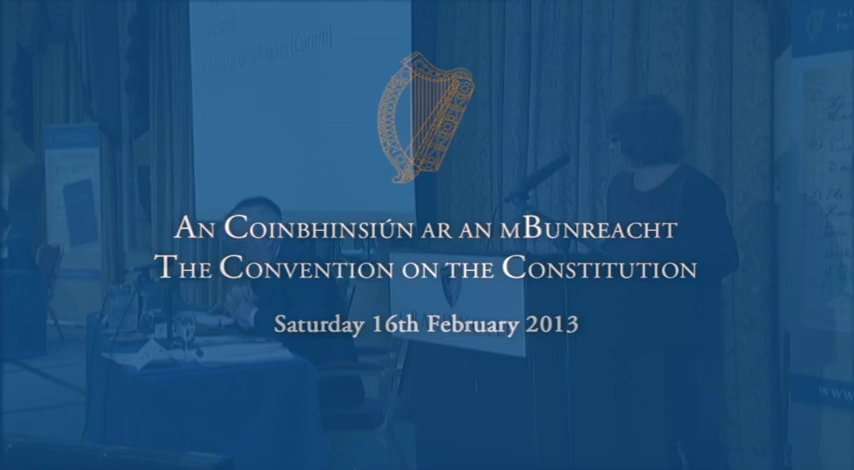 AN COINBHINSIÚN AR AN MBUNREACHT
THE CONVENTION ON THE CONSTITUTION
Saturday 16th February 2013